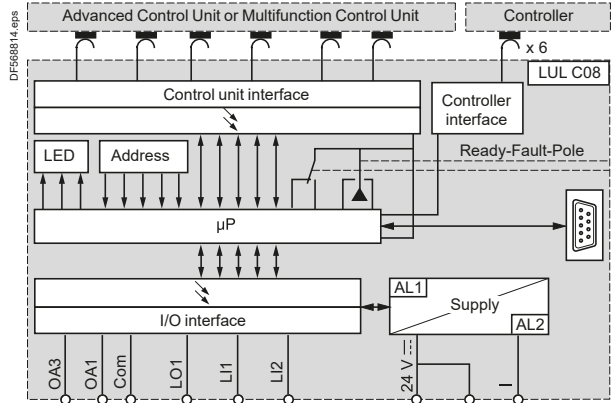 Advanced Control Unit or Multifunction Control Unit
Controller
DF568814.eps
x 6
LUL C08
Control unit interface
Controller
interface
LED
Address
Ready-Fault-Pole
µP
AL1
Supply
AL2
I/O interface
OA3
OA1
Com
LO1
LI1
LI2
24 V
I